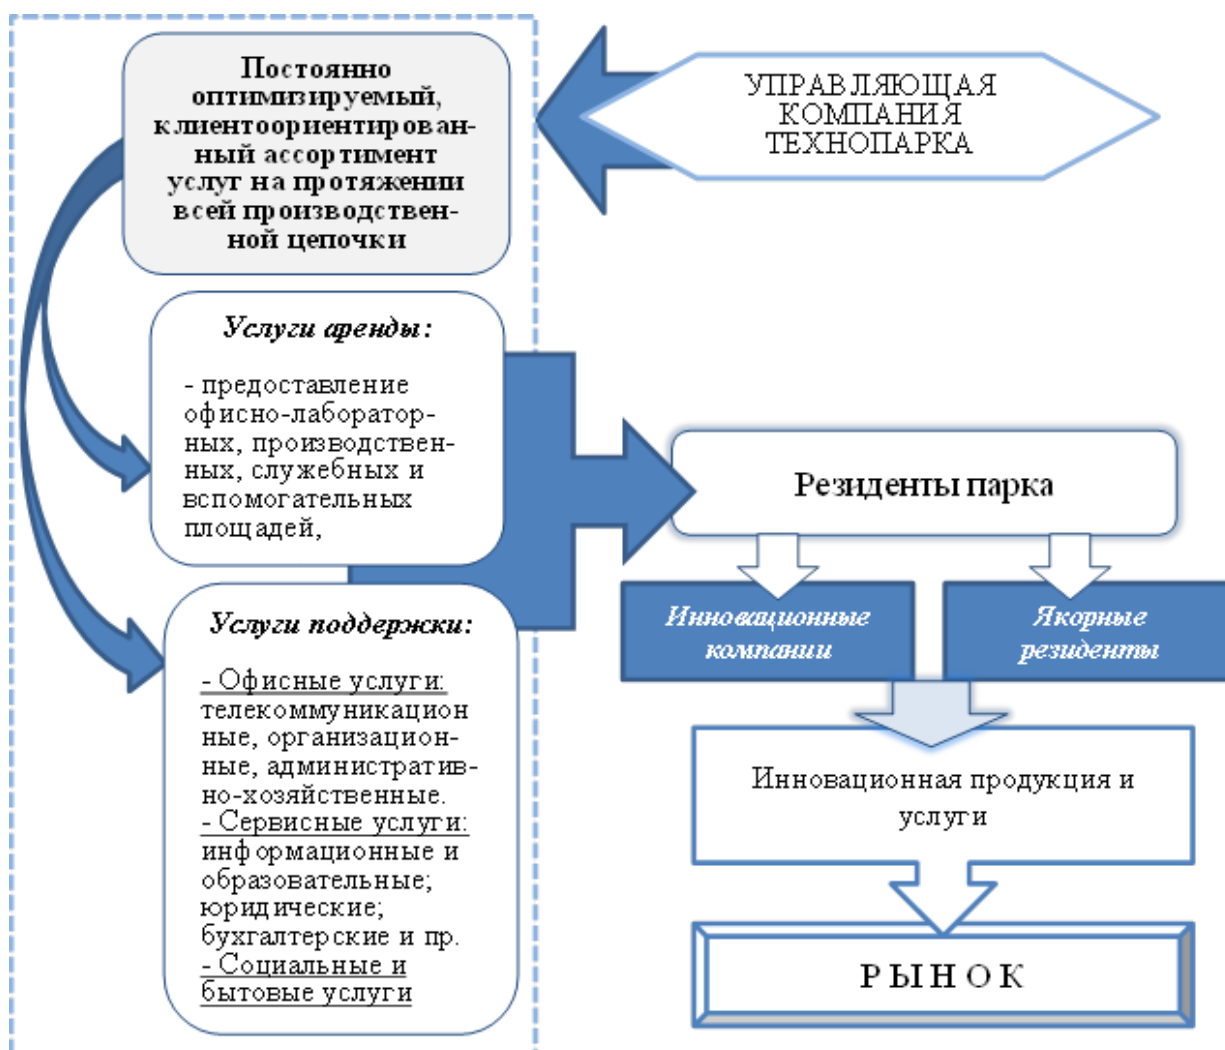 Постоянно
оптимизируемый,
клиентоориентирован-
ный ассортимент
услуг на протяжении
всей производствен-
ной цепочки
УПРАВЛЯЮЩАЯ
КОМПАНИЯ
ТЕХНОПАРКА
Услуги аренды:
- предоставление
офисно-лаборатор-
ных, производствен-
ных, служебных и
вспомогательных
площадей,
Услуги поддержки:
- Офисные услуги:
телекоммуникацион
ные, организацион-
ные, административ-
но-хозяйственные.
- Сервисные услуги:
информационные и
образовательные;
юридические;
бухгалтерские и пр.
- Социальные и
бытовые услуги
Резиденты парка
Инновационные
компании
Якорные
резиденты
Инновационная продукция и
услуги
РЫНОК